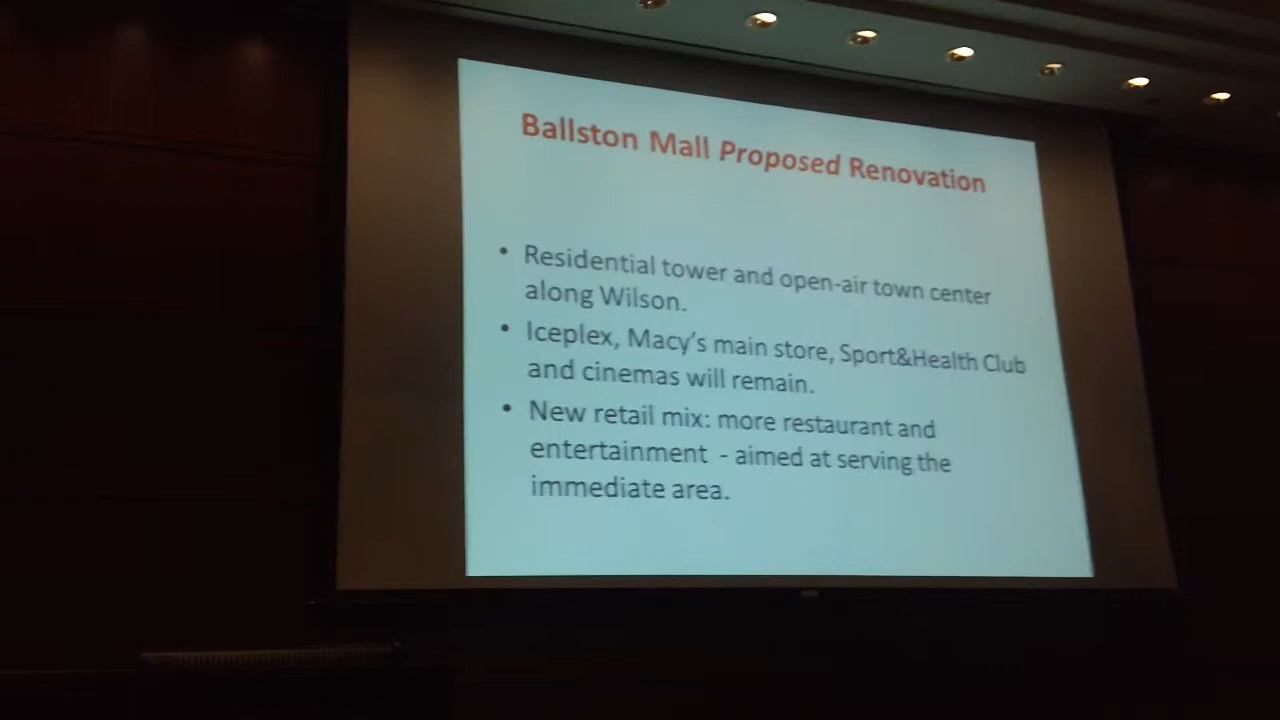 Ballston Mall Proposed Renovation
• Residential tower and open-air town center
along Wilson.
• Iceplex, Macy's main store, Sport&Health Club
and cinemas will remain.
• New retail mix: more restaurant and
entertainment - aimed at serving the
immediate area.